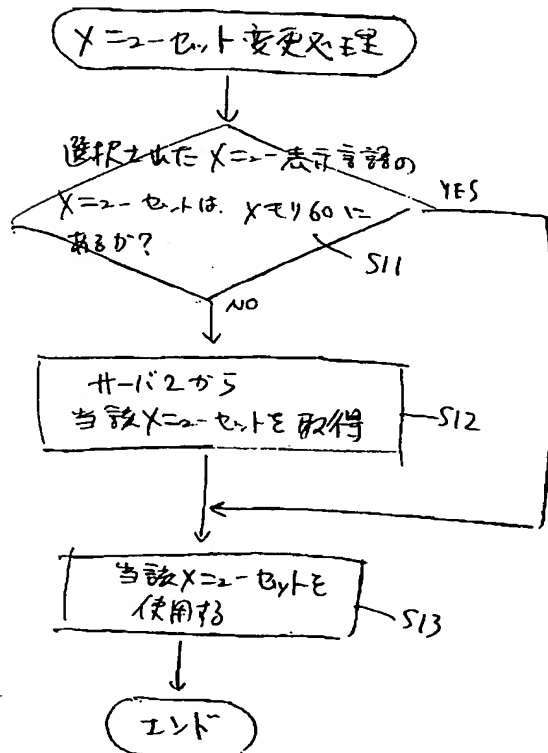 メニューセット変更処理
選択された メニュー表示言語の
メニューセットは、メモリ60に
あるか?
YES
S11
NO
サーバ2から
当該メニューセットを取得
S12
当該メニューセットを
使用する
S13
エンド